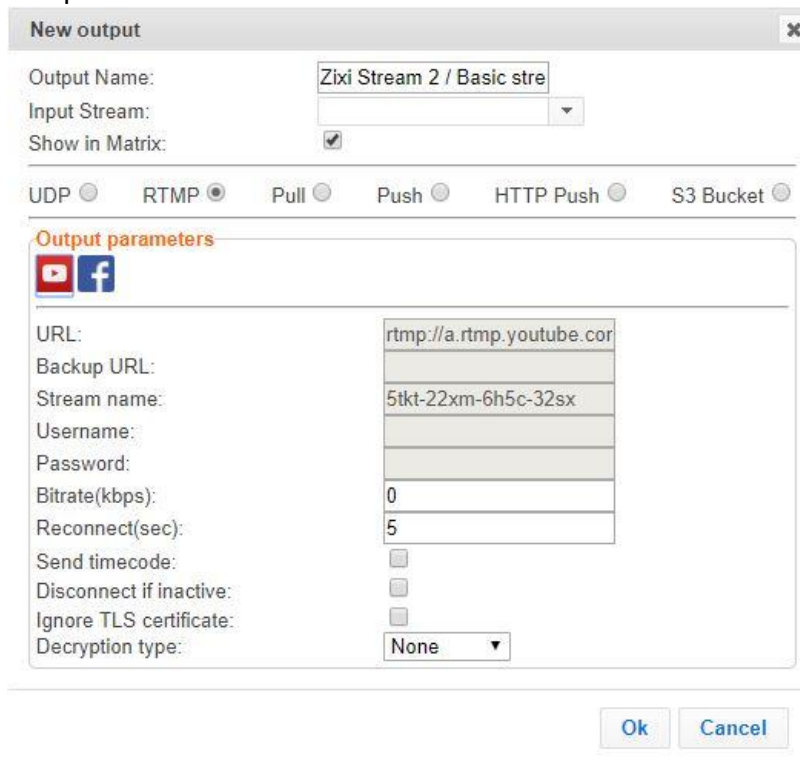 New output
Output Name: Zixi Stream 2 / Basic stre
Input Stream:
Show in Matrix:
UDP RTMP Pull Push HTTP Push S3 Bucket
Output parameters
URL: rtmp://a.rtmp.youtube.cor
Backup URL:
Stream name: 5tkt-22xm-6h5c-32sx
Username:
Password:
Bitrate(kbps): 0
Reconnect(sec): 5
Send timecode:
Disconnect if inactive:
Ignore TLS certificate:
Decryption type: None
Ok Cancel